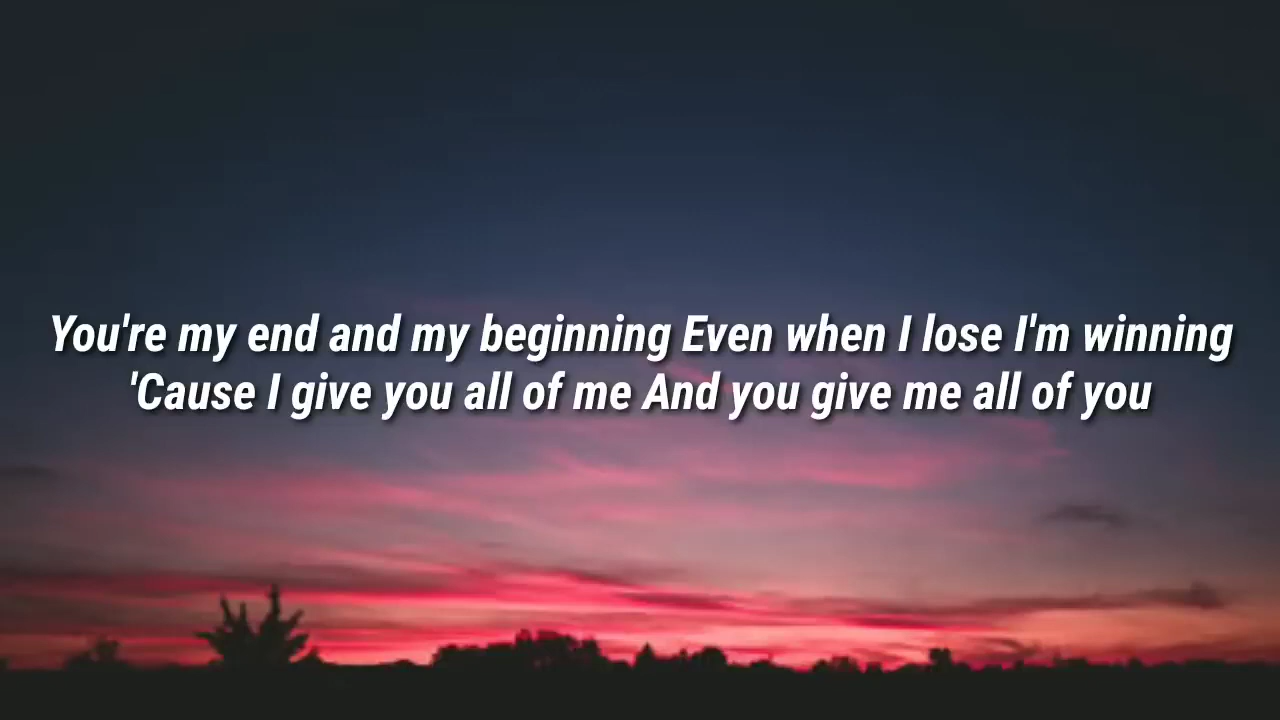 You're my end and my beginning Even when I lose I'm winning
'Cause I give you all of me And you give me all of you